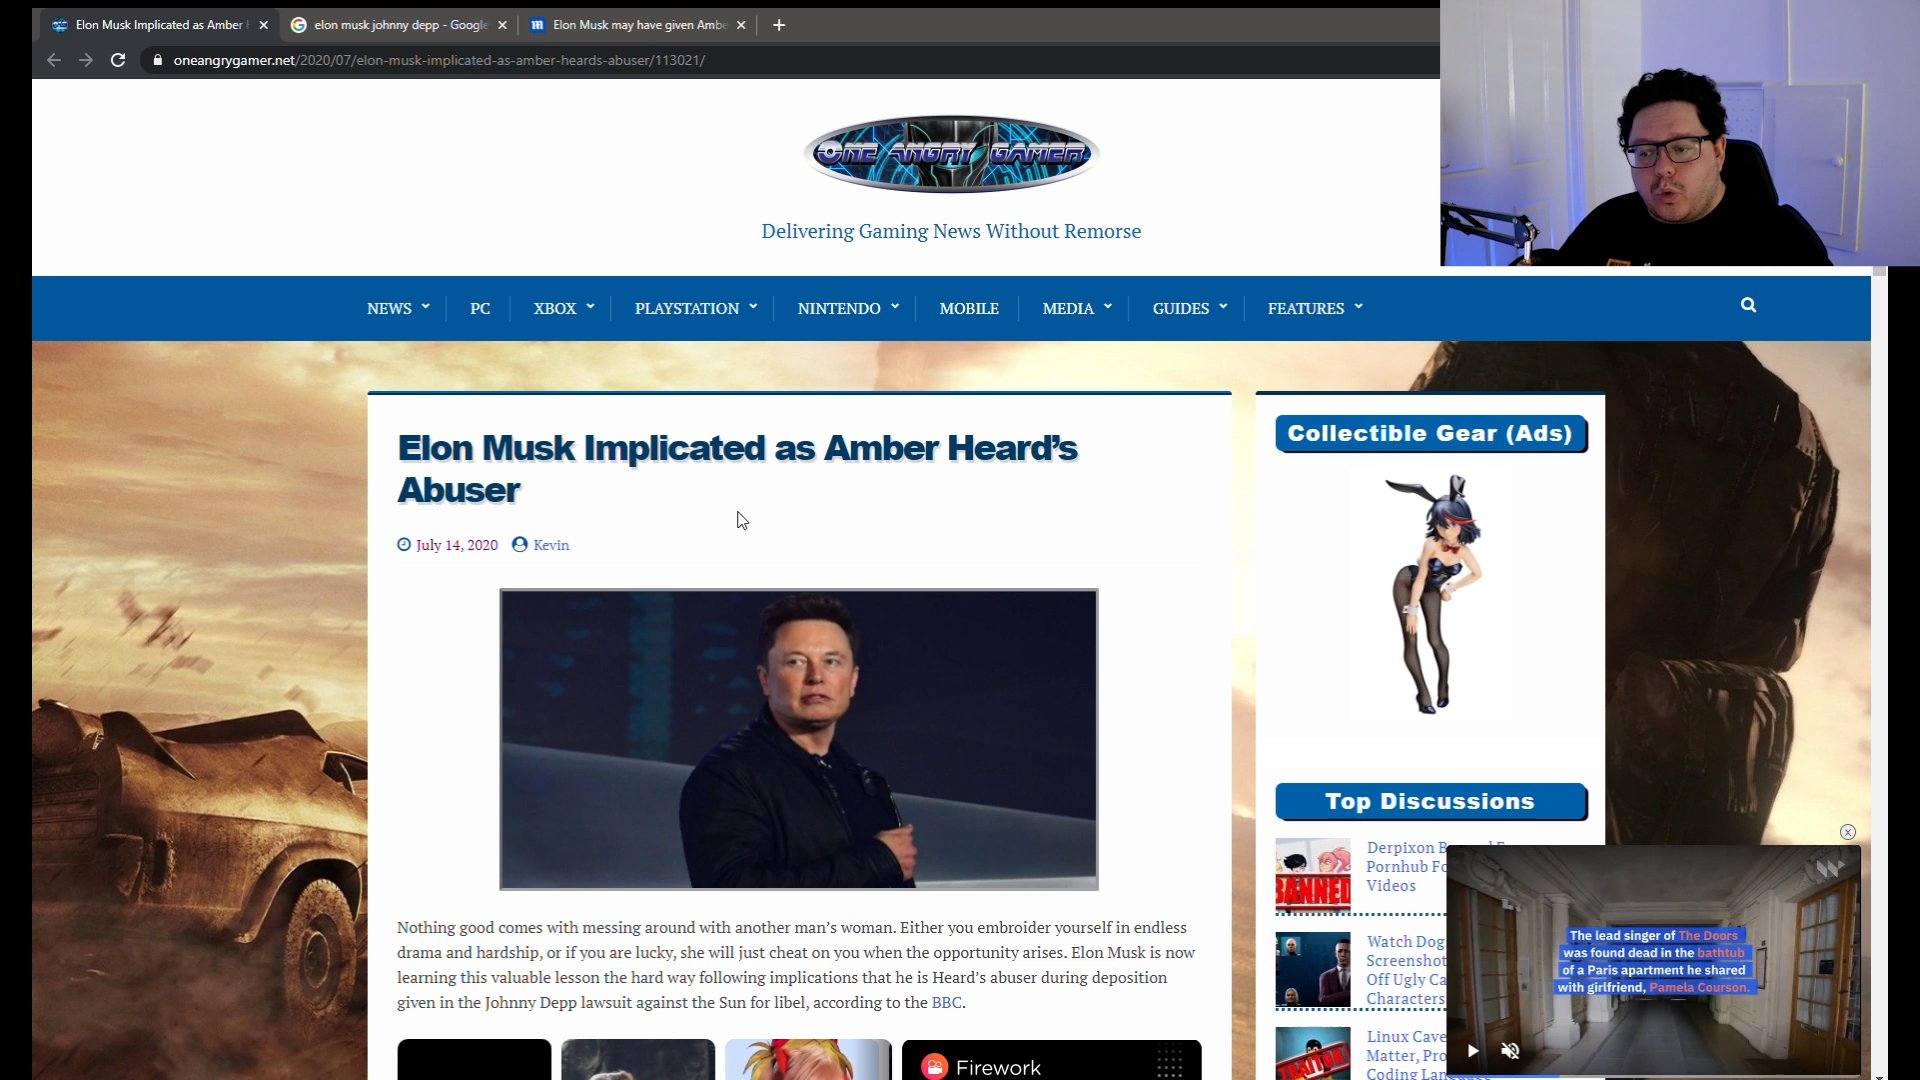 Elon Musk Implicated as Amber H
elon musk johnny depp - Google
Elon Musk may have given Ambe
oneangrygamer.net/2020/07/elon-musk-implicated-as-amber-heards-abuser/113021/
ONE ANGRY GAMER
Delivering Gaming News Without Remorse
NEWS
PC
XBOX
PLAYSTATION
NINTENDO
MOBILE
MEDIA
GUIDES
FEATURES
Elon Musk Implicated as Amber Heard's
Abuser
July 14, 2020 Kevin
Nothing good comes with messing around with another man's woman. Either you embroider yourself in endless
drama and hardship, or if you are lucky, she will just cheat on you when the opportunity arises. Elon Musk is now
learning this valuable lesson the hard way following implications that he is Heard's abuser during deposition
given in the Johnny Depp lawsuit against the Sun for libel, according to the BBC.
Firework
Collectible Gear (Ads)
Top Discussions
BANNED
Derpixon B
Pornhub Fo
Videos
Watch Dog
Screenshot
Off Ugly Ca
Characters
TRAITOR
Linux Cave
Matter, Pro
Coding Lan
The lead singer of The Doors
was found dead in the bathtub
of a Paris apartment he shared
with girlfriend, Pamela Courson.